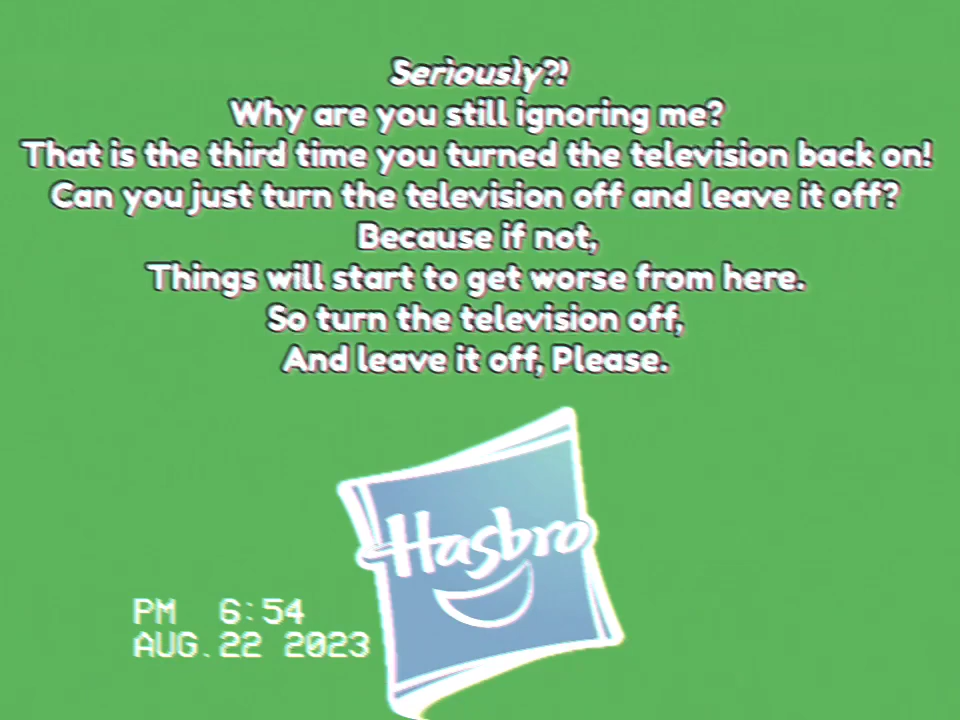 Seriously?!
Why are you still ignoring me?
That is the third time you turned the television back on!
Can you just turn the television off and leave it off?
Because if not,
Things will start to get worse from here.
So turn the television off,
And leave it off, Please.
Hasbro
PM 6:54
AUG.22 2023